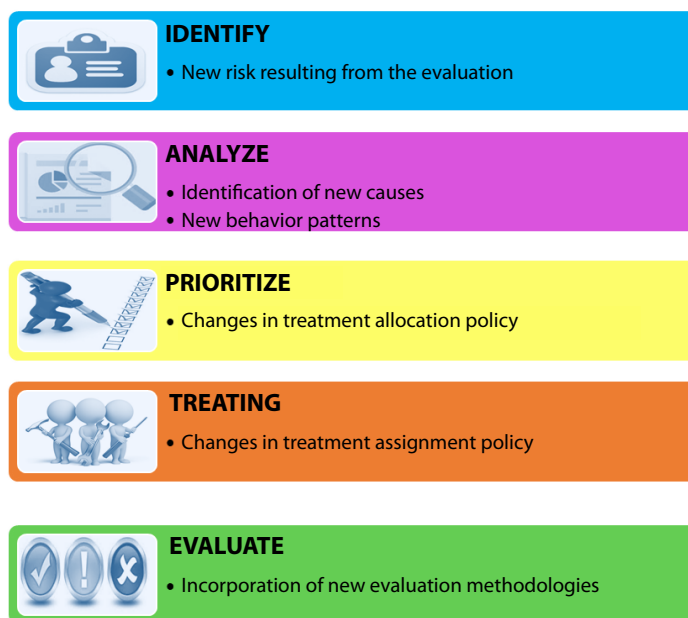 IDENTIFY
• New risk resulting from the evaluation
ANALYZE
• Identification of new causes
• New behavior patterns
PRIORITIZE
• Changes in treatment allocation policy
TREATING
• Changes in treatment assignment policy
EVALUATE
• Incorporation of new evaluation methodologies